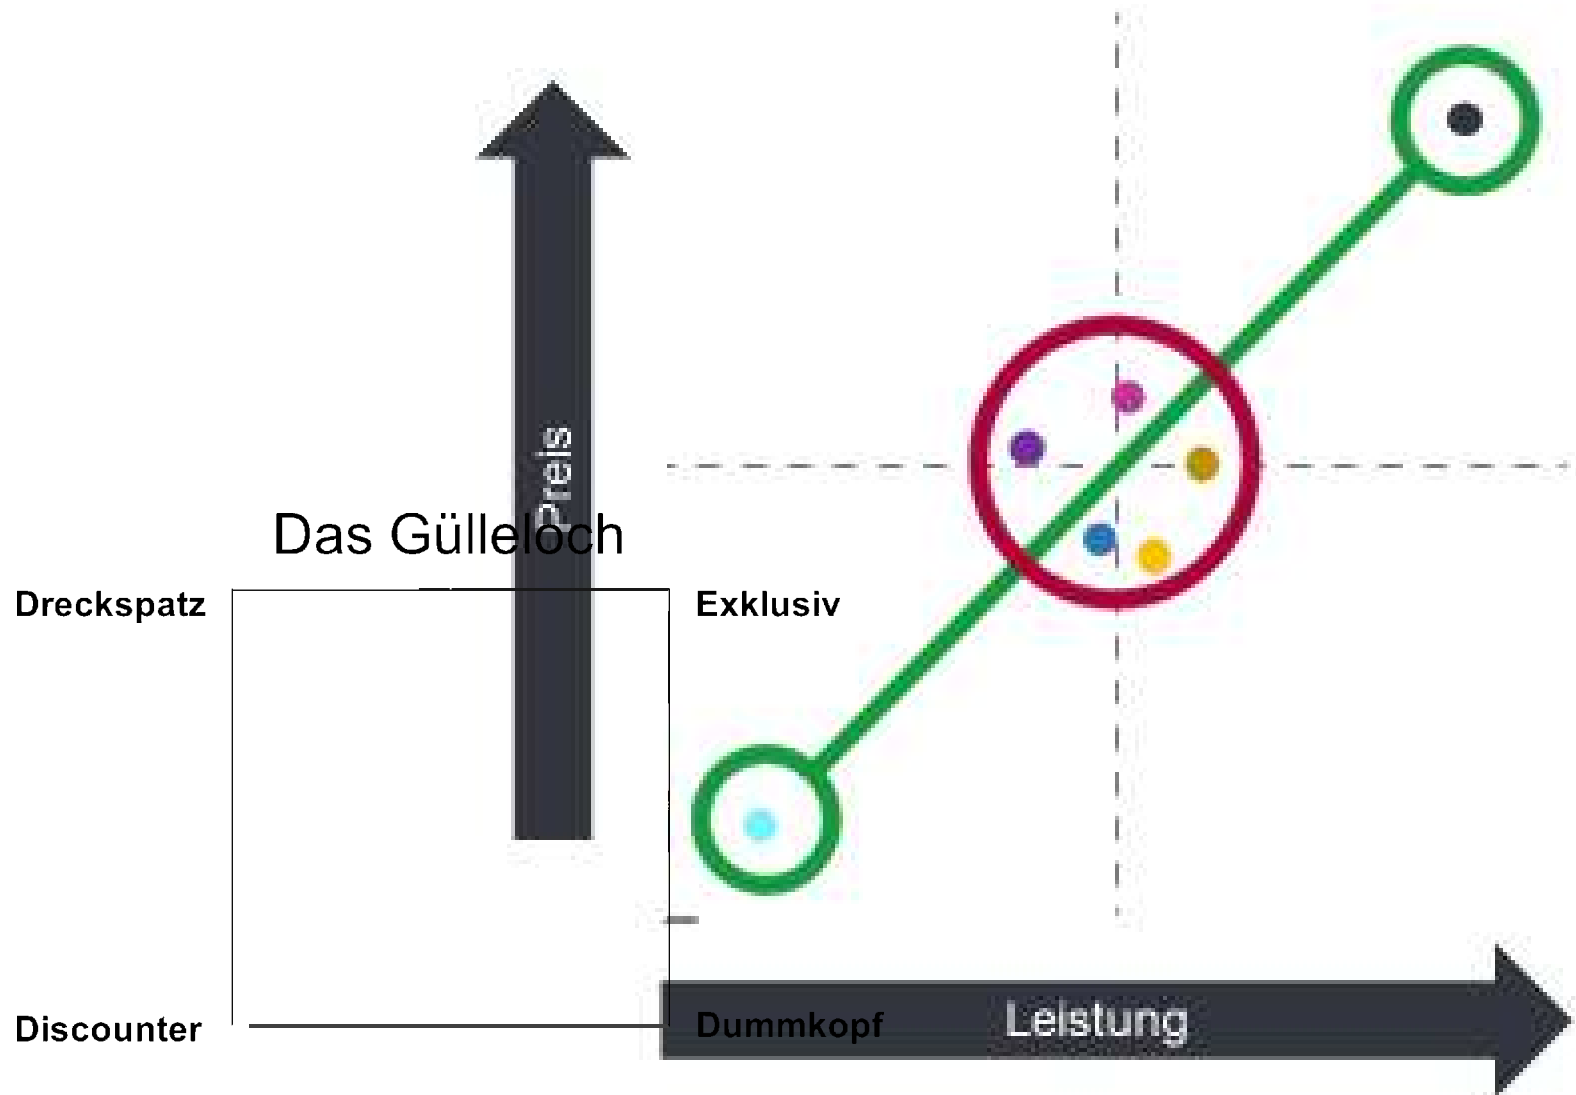 Preis
Das Gülleloch
Dreckspatz
Exklusiv
Discounter
Dummkopf
Leistung